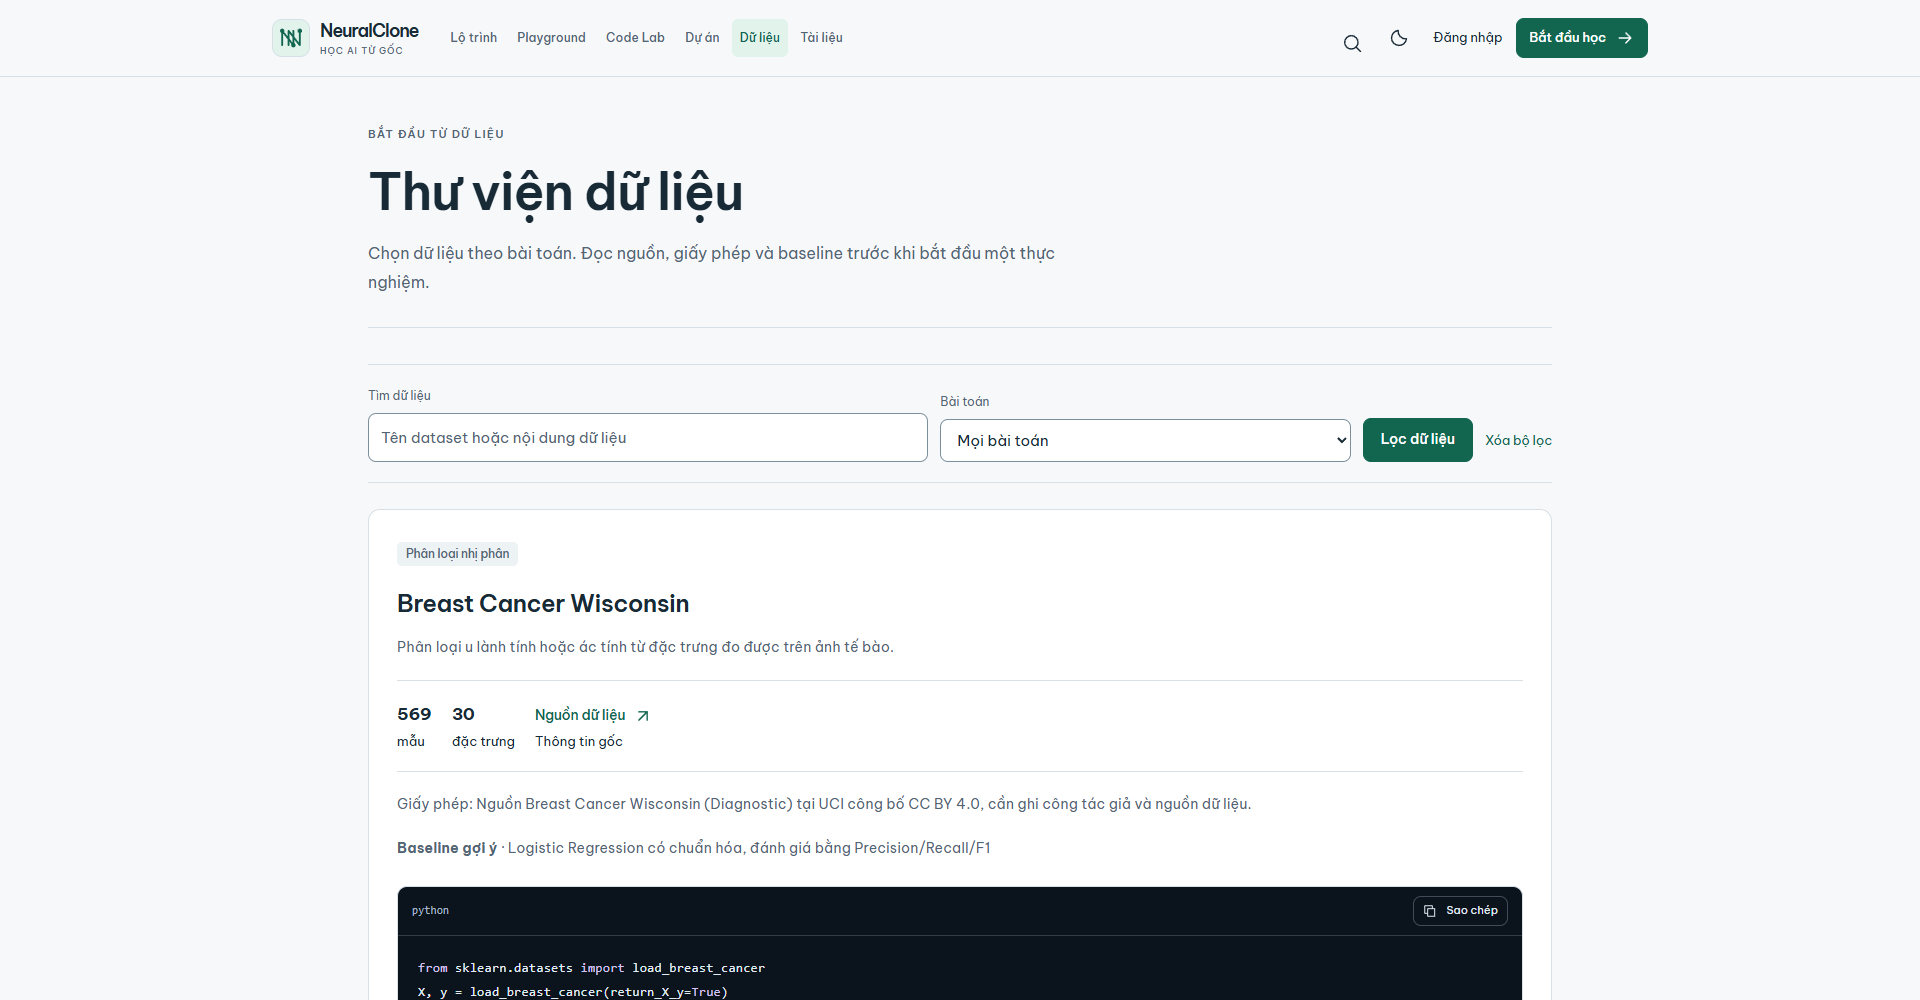 NeuralClone
HỌC AI TỪ GỐC
Lộ trình
Playground
Code Lab
Dự án
Dữ liệu
Tài liệu
Đăng nhập
Bắt đầu học
BẮT ĐẦU TỪ DỮ LIỆU
Thư viện dữ liệu
Chọn dữ liệu theo bài toán. Đọc nguồn, giấy phép và baseline trước khi bắt đầu một thực
nghiệm.
Tìm dữ liệu
Tên dataset hoặc nội dung dữ liệu
Bài toán
Mọi bài toán
Lọc dữ liệu
Xóa bộ lọc
Phân loại nhị phân
Breast Cancer Wisconsin
Phân loại u lành tính hoặc ác tính từ đặc trưng đo được trên ảnh tế bào.
569
mẫu
30
đặc trưng
Nguồn dữ liệu
Thông tin gốc
Giấy phép: Nguồn Breast Cancer Wisconsin (Diagnostic) tại UCI công bố CC BY 4.0, cần ghi công tác giả và nguồn dữ liệu.
Baseline gợi ý · Logistic Regression có chuẩn hóa, đánh giá bằng Precision/Recall/F1
python
Sao chép
from sklearn.datasets import load_breast_cancer
X, y = load_breast_cancer(return_X_y=True)